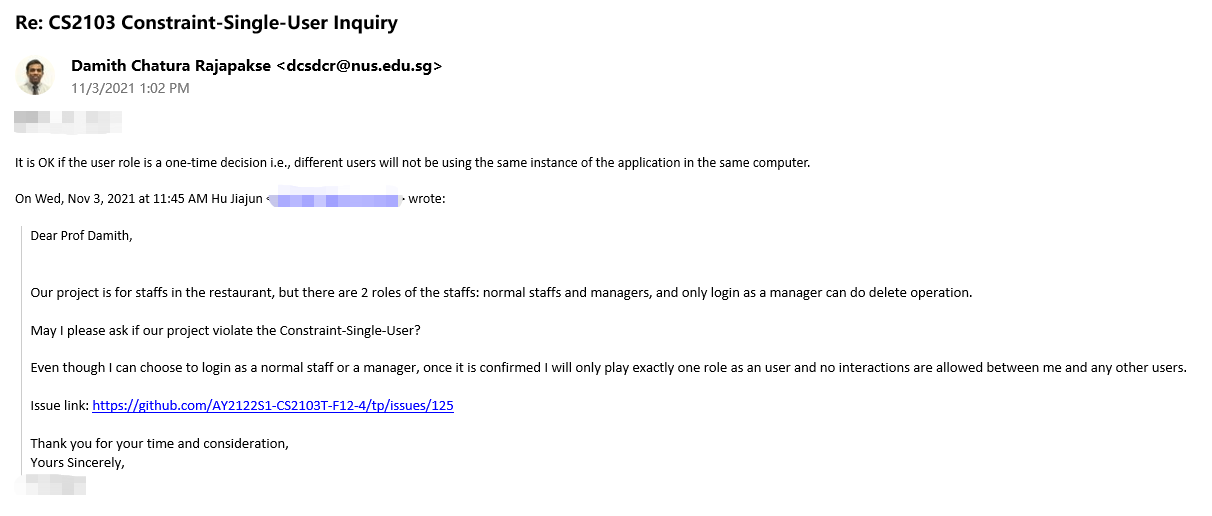 Re: CS2103 Constraint-Single-User Inquiry
Damith Chatura Rajapakse <dcsdcr@nus.edu.sg>
11/3/2021 1:02 PM
It is OK if the user role is a one-time decision i.e., different users will not be using the same instance of the application in the same computer.
On Wed, Nov 3, 2021 at 11:45 AM Hu Jiajun < wrote:
Dear Prof Damith,
Our project is for staffs in the restaurant, but there are 2 roles of the staffs: normal staffs and managers, and only login as a manager can do delete operation.
May I please ask if our project violate the Constraint-Single-User?
Even though I can choose to login as a normal staff or a manager, once it is confirmed I will only play exactly one role as an user and no interactions are allowed between me and any other users.
Issue link: https://github.com/AY2122S1-CS2103T-F12-4/tp/issues/125
Thank you for your time and consideration,
Yours Sincerely,